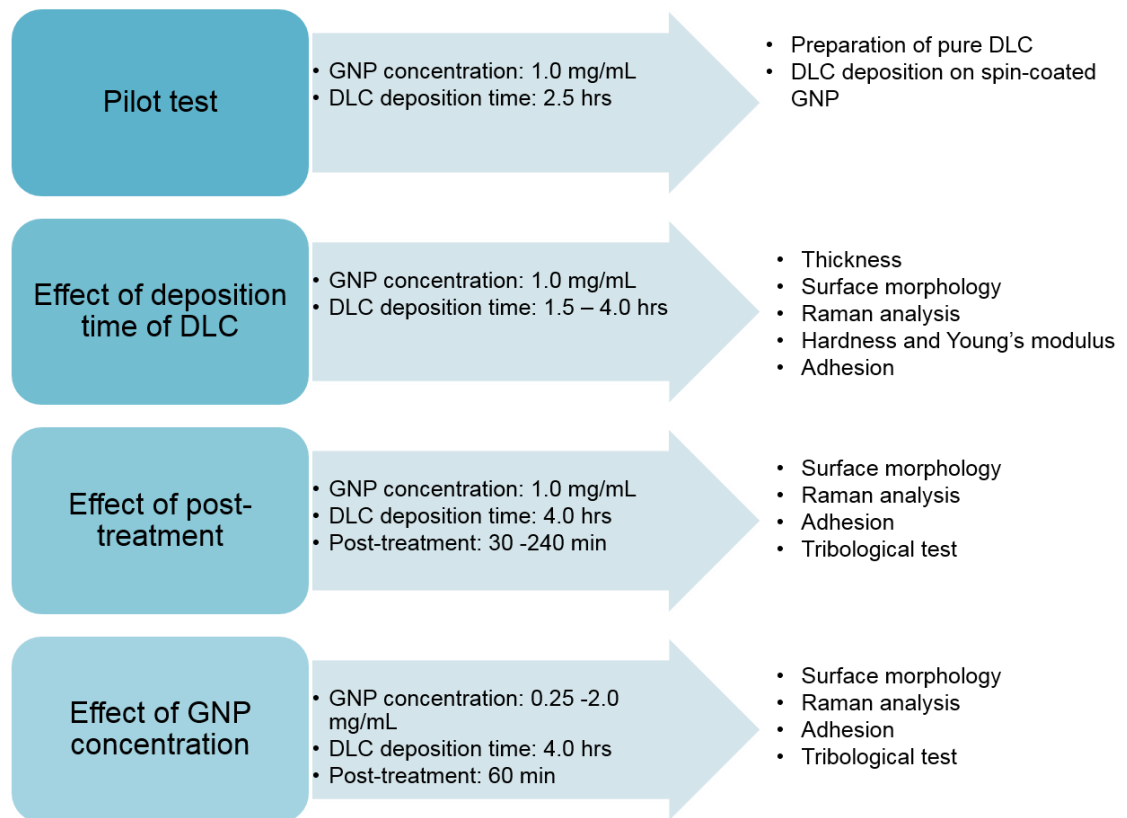 Pilot test
• GNP concentration: 1.0 mg/mL
• DLC deposition time: 2.5 hrs
• Preparation of pure DLC
• DLC deposition on spin-coated
GNP
Effect of deposition
time of DLC
• GNP concentration: 1.0 mg/mL
• DLC deposition time: 1.5 – 4.0 hrs
• Thickness
• Surface morphology
• Raman analysis
• Hardness and Young’s modulus
• Adhesion
Effect of post-
treatment
• GNP concentration: 1.0 mg/mL
• DLC deposition time: 4.0 hrs
• Post-treatment: 30 -240 min
• Surface morphology
• Raman analysis
• Adhesion
• Tribological test
Effect of GNP
concentration
• GNP concentration: 0.25 -2.0
mg/mL
• DLC deposition time: 4.0 hrs
• Post-treatment: 60 min
• Surface morphology
• Raman analysis
• Adhesion
• Tribological test